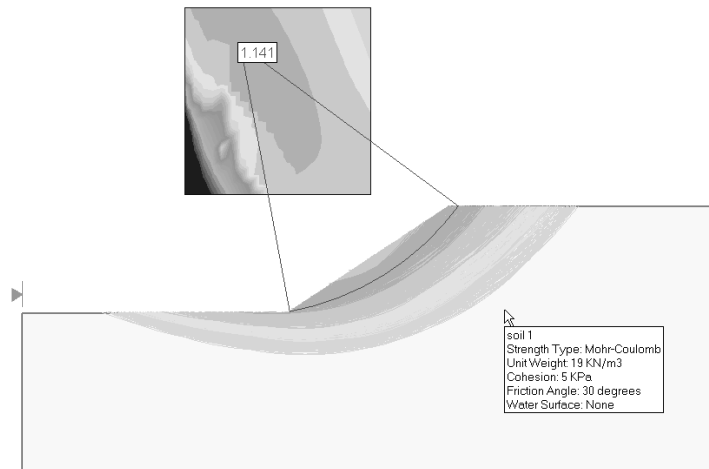 1.141
soil 1
Strength Type: Mohr-Coulomb
Unit Weight: 19 KN/m3
Cohesion: 5 KPa
Friction Angle: 30 degrees
Water Surface: None